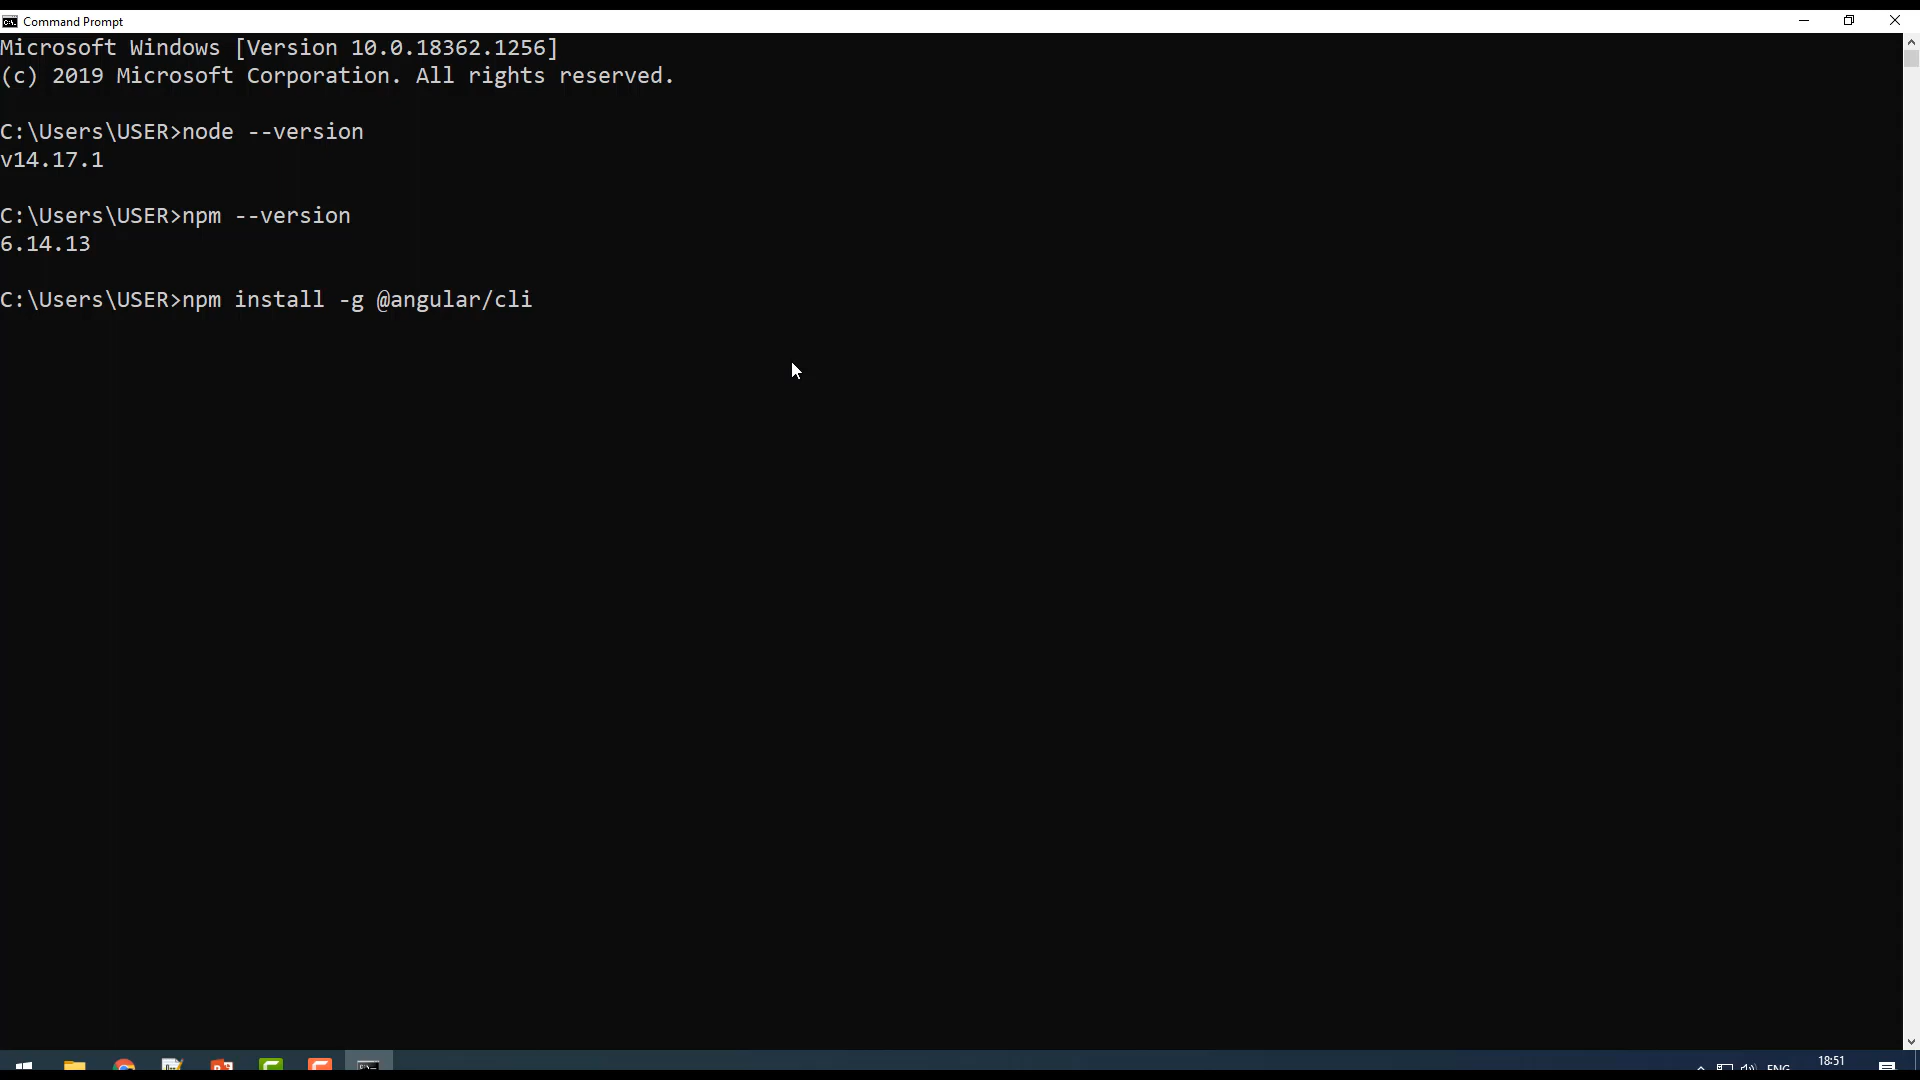 Command Prompt
Microsoft Windows [Version 10.0.18362.1256]
(c) 2019 Microsoft Corporation. All rights reserved.
C:\Users\USER>node --version
v14.17.1
C:\Users\USER>npm --version
6.14.13
C:\Users\USER>npm install -g @angular/cli
ENG
18:51